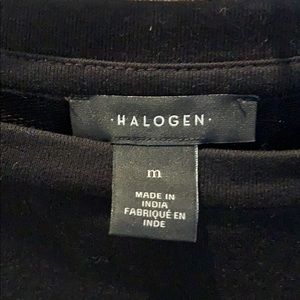 ·HALOGEN·
m
MADE IN
INDIA
FABRIQUÉ EN
INDE